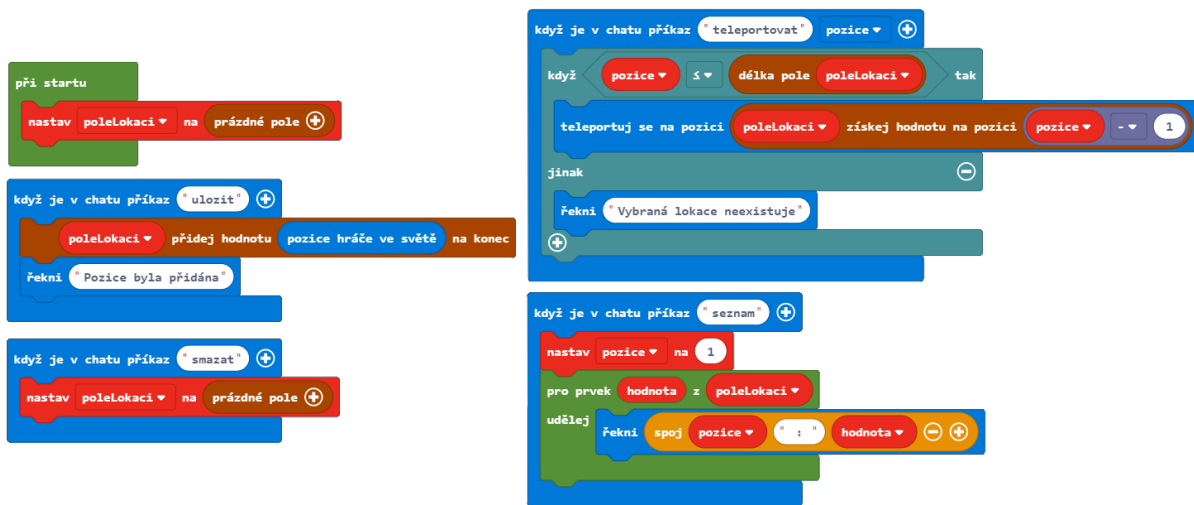 při startu
nastav poleLokaci na prázdné pole
když je v chatu příkaz "ulozit"
poleLokaci přidej hodnotu pozice hráče ve světě na konec
řekni "Pozice byla přidána"
když je v chatu příkaz "smazat"
nastav poleLokaci na prázdné pole
když je v chatu příkaz "teleportovat" pozice
když pozice ≤ délka pole poleLokaci tak
teleportuj se na pozici poleLokaci získej hodnotu na pozici pozice - 1
jinak
řekni "Vybraná lokace neexistuje"
když je v chatu příkaz "seznam"
nastav pozice na 1
pro prvek hodnota z poleLokaci
udělej
řekni spoj pozice " : " hodnota